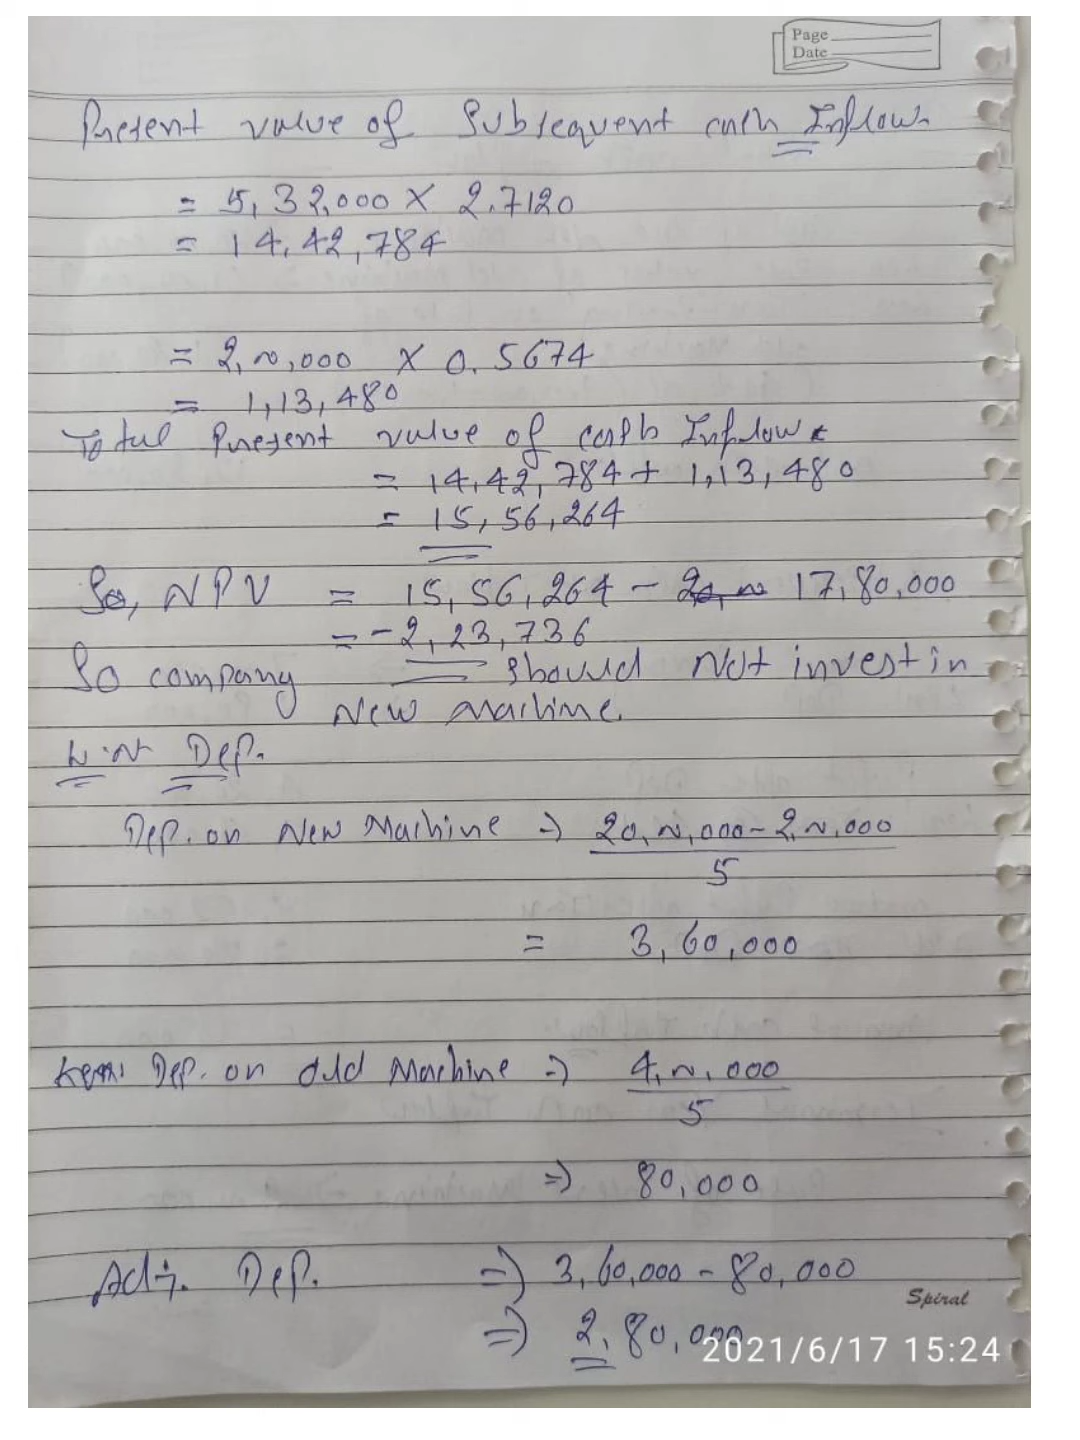 Page
Date
Present value of Subsequent cash Inflow
= 5,32,000 X 2.7120
= 14,42,784
= 2,00,000 X 0.5674
= 1,13,480
Total Present value of cash Inflow
= 14,42,784 + 1,13,480
= 15,56,264
So, NPV = 15,56,264 - 17,80,000
= -2,23,736
So company should Not invest in
New Machine.
W.N Dep.
Dep. on New Machine => 20,00,000 - 2,00,000
5
= 3,60,000
Dep. on Old Machine => 4,00,000
5
=> 80,000
Dep. => 3,60,000 - 80,000
Spiral
=> 2,80,000
2021/6/17 15:24